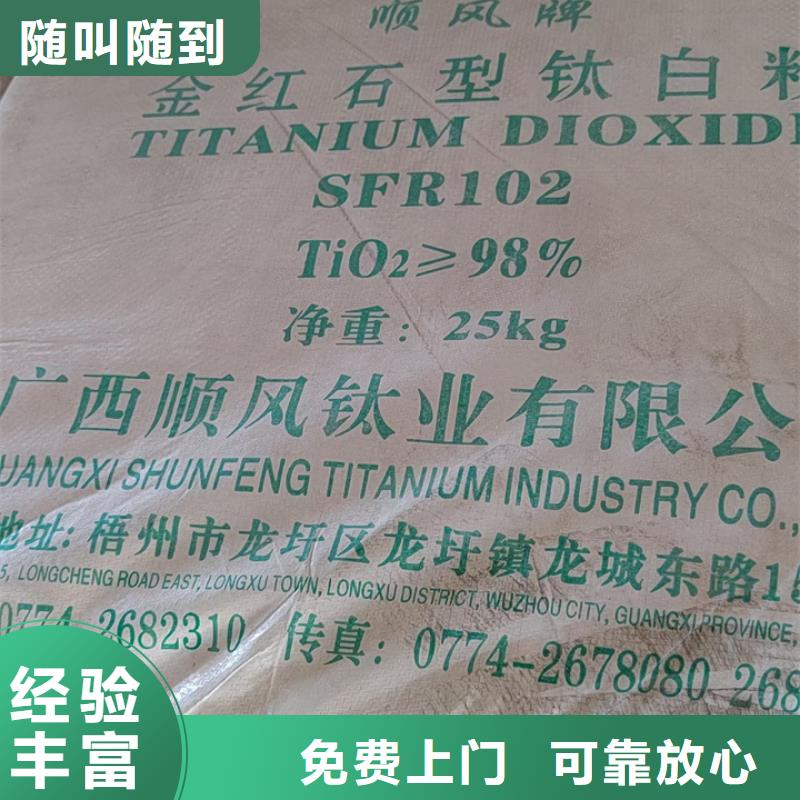 随叫随到
顺风牌
金红石型钛白粉
TITANIUM DIOXIDE
SFR102
TiO₂≥98%
净重: 25kg
广西顺风钛业有限公
UANGXI SHUNFENG TITANIUM INDUSTRY CO.,
地址: 梧州市龙圩区龙圩镇龙城东路15
5, LONGCHENG ROAD EAST, LONGXU TOWN, LONGXU DISTRICT, WUZHOU CITY, GUANGXI PROVINCE,
0774-2682310 传真: 0774-2678080 268
经验
丰富
免费上门 可靠放心